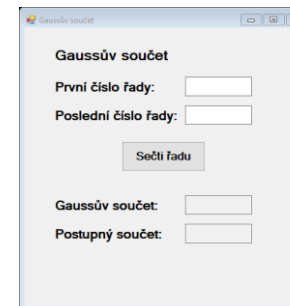 Gaussův součet
Gaussův součet
První číslo řady:
Poslední číslo řady:
Sečti řadu
Gaussův součet:
Postupný součet: